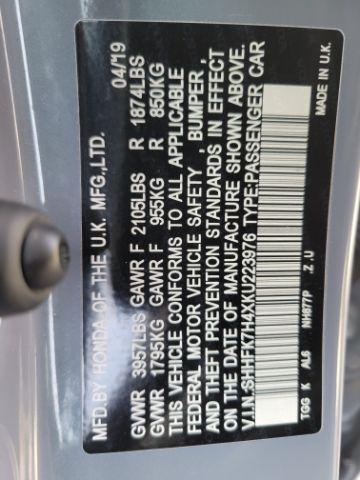 MFD.BY HONDA OF THE U.K. MFG.,LTD. 04/19
GVWR 3957LBS GAWR F 2105LBS R 1874LBS
GVWR 1795KG GAWR F 955KG R 850KG
THIS VEHICLE CONFORMS TO ALL APPLICABLE
FEDERAL MOTOR VEHICLE SAFETY , BUMPER ,
AND THEFT PREVENTION STANDARDS IN EFFECT
ON THE DATE OF MANUFACTURE SHOWN ABOVE.
V.I.N.:SHHFK7H4XKU223976 TYPE:PASSENGER CAR
TGG K AL6 NH877P .Z .U MADE IN U.K.